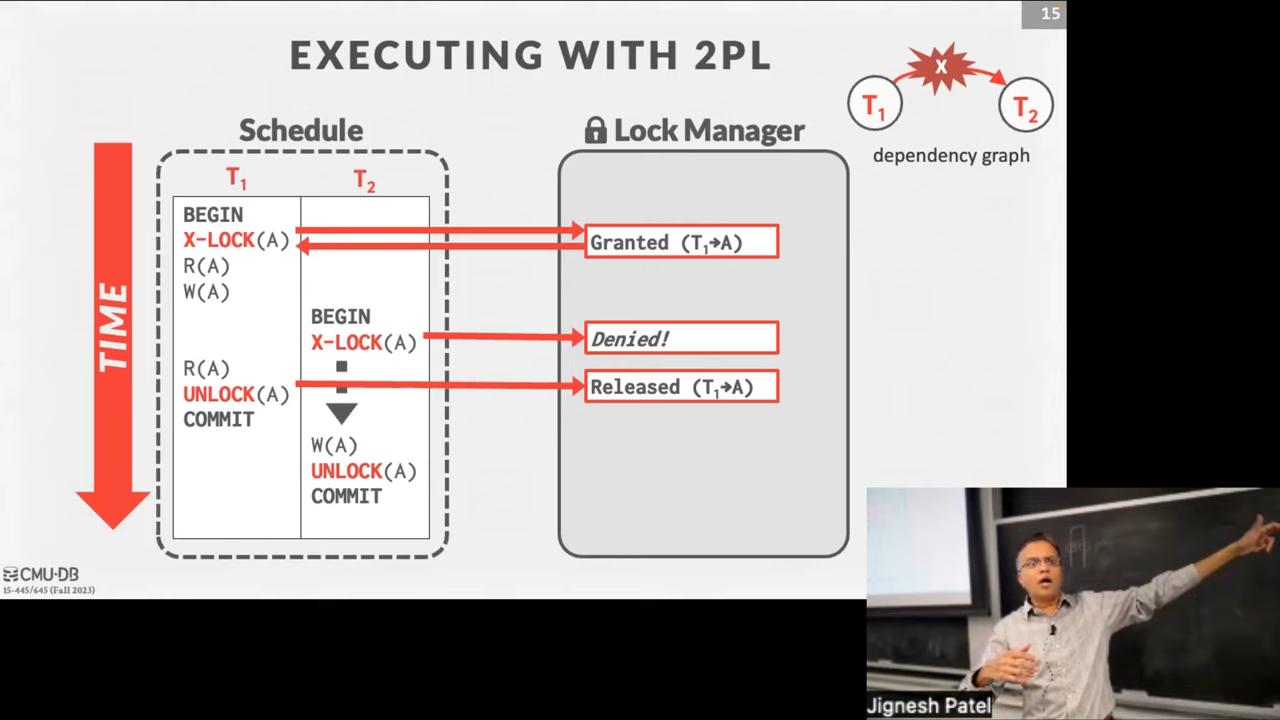 15
EXECUTING WITH 2PL
X
T1
T2
dependency graph
Schedule
Lock Manager
TIME
T1
T2
BEGIN
X-LOCK(A)
R(A)
W(A)
BEGIN
X-LOCK(A)
R(A)
UNLOCK(A)
COMMIT
W(A)
UNLOCK(A)
COMMIT
Granted (T1→A)
Denied!
Released (T1→A)
CMU·DB
15-445/645 (Fall 2023)
Jignesh Patel